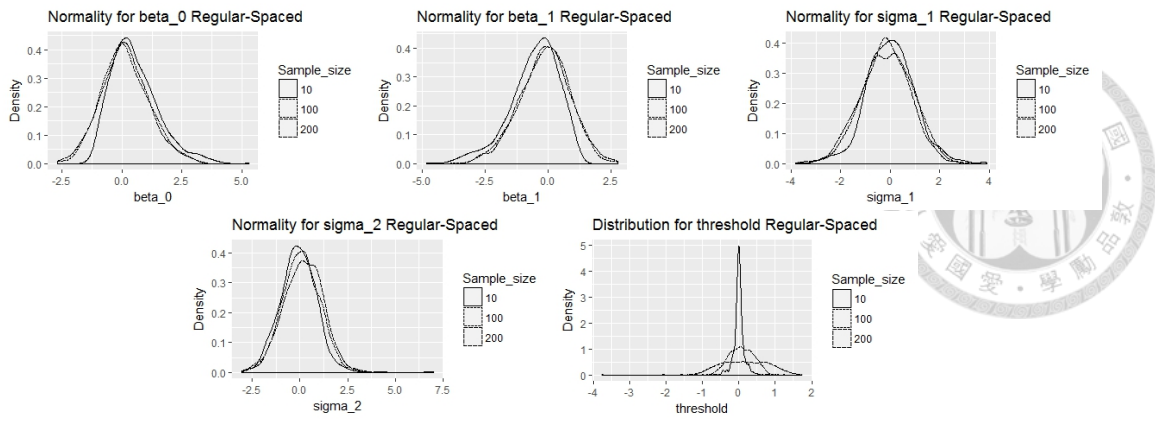 Normality for beta_0 Regular-Spaced
Density
0.4
0.3
0.2
0.1
0.0
-2.5 0.0 2.5 5.0
beta_0
Sample_size
10
100
200
Normality for beta_1 Regular-Spaced
Density
0.4
0.3
0.2
0.1
0.0
-5.0 -2.5 0.0 2.5
beta_1
Sample_size
10
100
200
Normality for sigma_1 Regular-Spaced
Density
0.4
0.3
0.2
0.1
0.0
-4 -2 0 2 4
sigma_1
Sample_size
10
100
200
Normality for sigma_2 Regular-Spaced
Density
0.4
0.3
0.2
0.1
0.0
-2.5 0.0 2.5 5.0 7.5
sigma_2
Sample_size
10
100
200
Distribution for threshold Regular-Spaced
Density
5
4
3
2
1
0
-4 -3 -2 -1 0 1 2
threshold
Sample_size
10
100
200
愛國愛·學勵品敦·